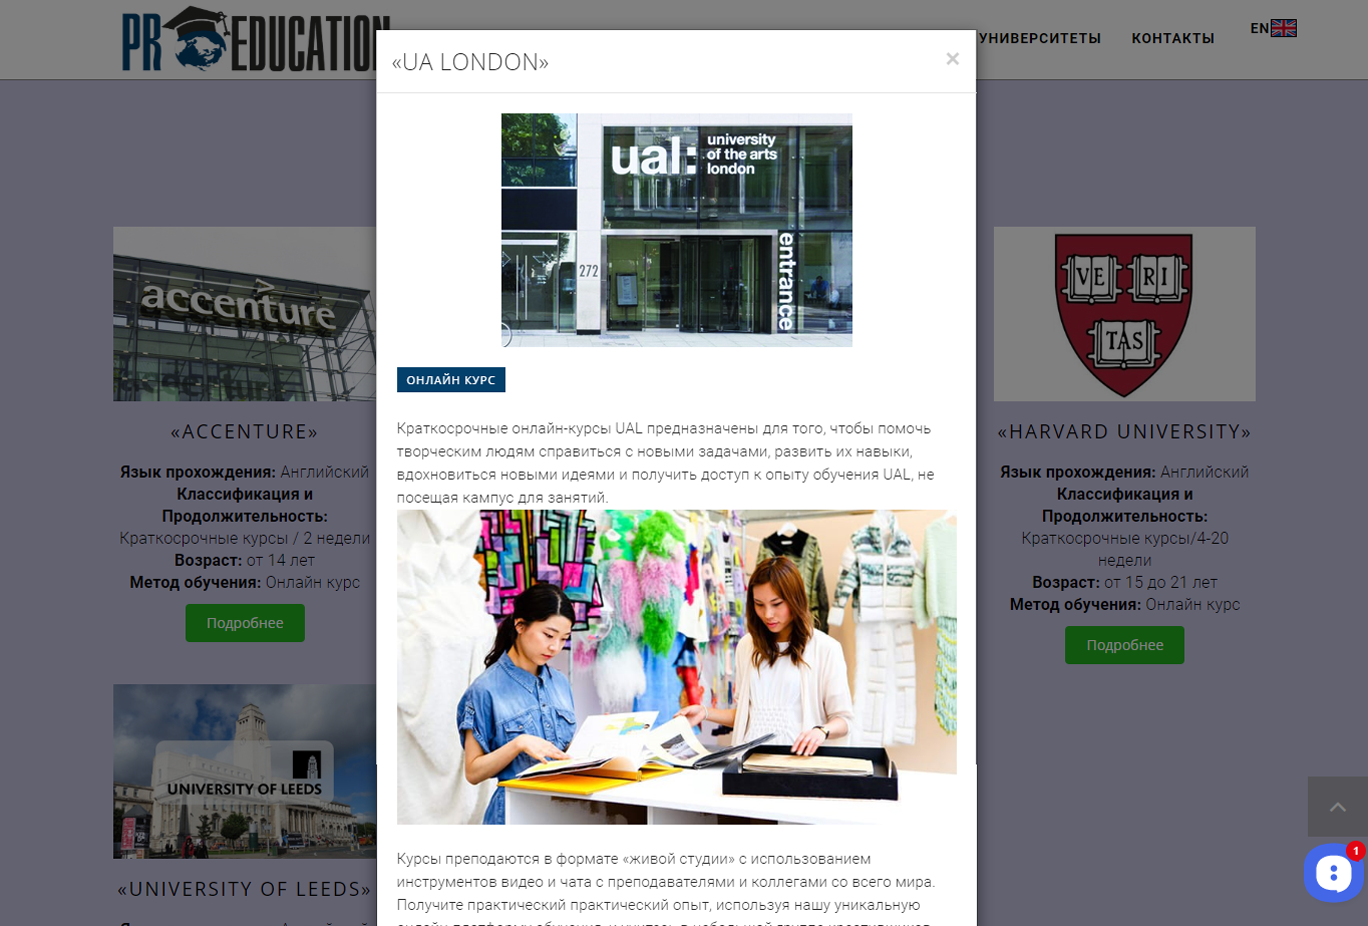 PR EDUCATION
УНИВЕРСИТЕТЫ
КОНТАКТЫ
EN
«UA LONDON»
×
ual:
university
of the arts
london
272
entrance
ОНЛАЙН КУРС
Краткосрочные онлайн-курсы UAL предназначены для того, чтобы помочь
творческим людям справиться с новыми задачами, развить их навыки,
вдохновиться новыми идеями и получить доступ к опыту обучения UAL, не
посещая кампус для занятий.
Курсы преподаются в формате «живой студии» с использованием
инструментов видео и чата с преподавателями и коллегами со всего мира.
Получите практический практический опыт, используя нашу уникальную
accenture
«ACCENTURE»
Язык прохождения: Английский
Классификация и
Продолжительность:
Краткосрочные курсы / 2 недели
Возраст: от 14 лет
Метод обучения: Онлайн курс
Подробнее
UNIVERSITY OF LEEDS
«UNIVERSITY OF LEEDS»
VE RI
TAS
«HARVARD UNIVERSITY»
Язык прохождения: Английский
Классификация и
Продолжительность:
Краткосрочные курсы/4-20
недели
Возраст: от 15 до 21 лет
Метод обучения: Онлайн курс
Подробнее
1